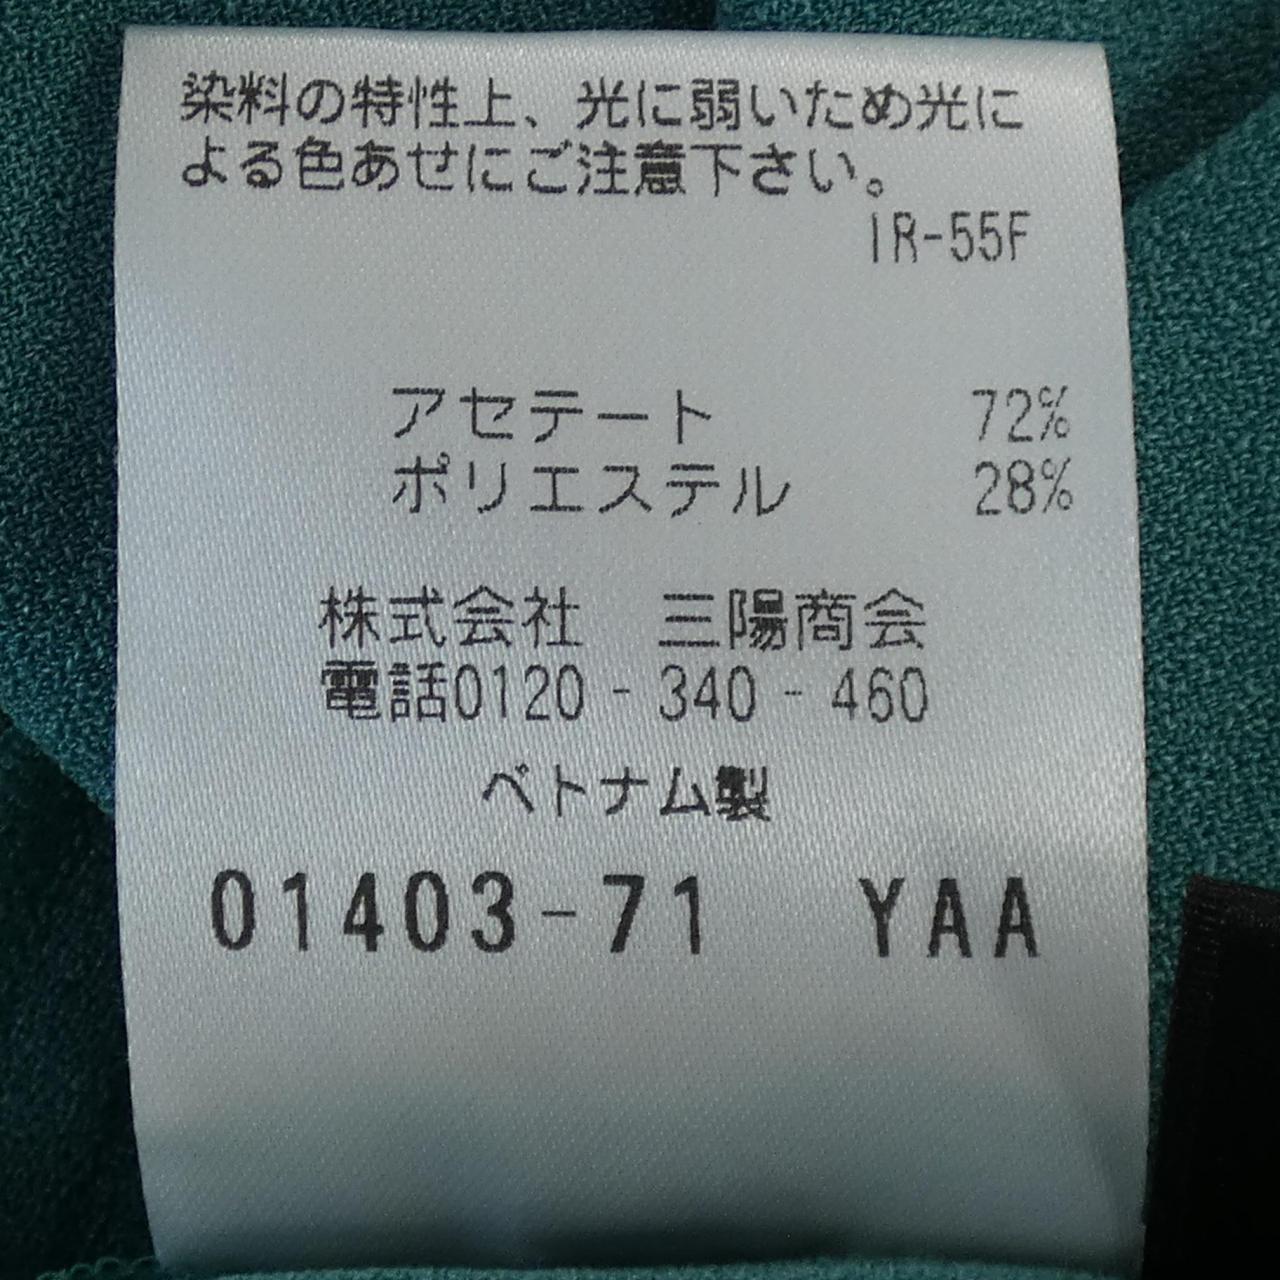 染料の特性上、光に弱いため光に
よる色あせにご注意下さい。
IR-55F
アセテート 72%
ポリエステル 28%
株式会社 三陽商会
電話0120-340-460
ベトナム製
01403-71 YAA